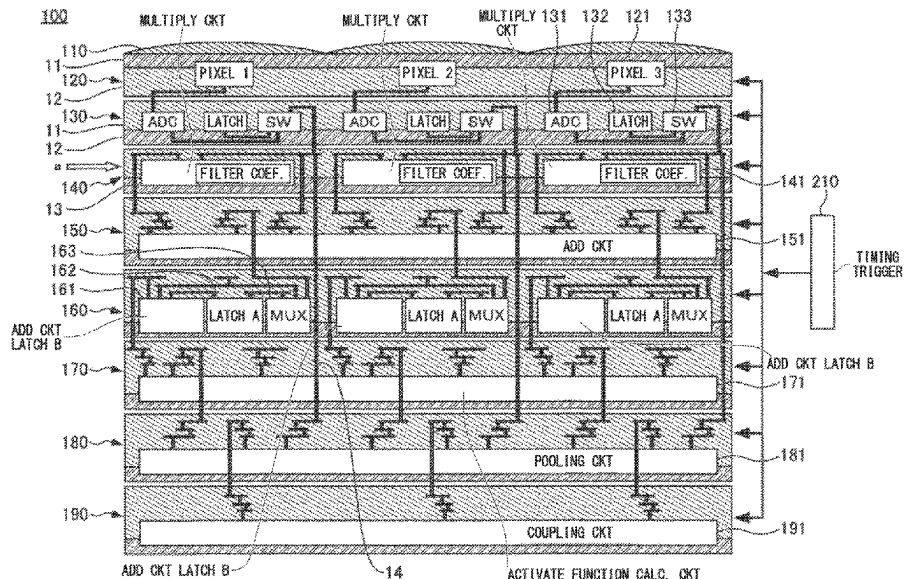 100
MULTIPLY CKT
MULTIPLY CKT
MULTIPLY CKT
131
132
121
133
110
11
PIXEL 1
PIXEL 2
PIXEL 3
120
12
130
ADC
LATCH
SW
ADC
LATCH
SW
ADC
LATCH
SW
11
12
a
FILTER COEF.
FILTER COEF.
FILTER COEF.
141
140
13
210
150
ADD CKT
151
TIMING TRIGGER
163
162
161
160
LATCH A
MUX
LATCH A
MUX
LATCH A
MUX
ADD CKT
LATCH B
ADD CKT LATCH B
170
171
180
POOLING CKT
181
190
COUPLING CKT
191
ADD CKT LATCH B
14
ACTIVATE FUNCTION CALC. CKT